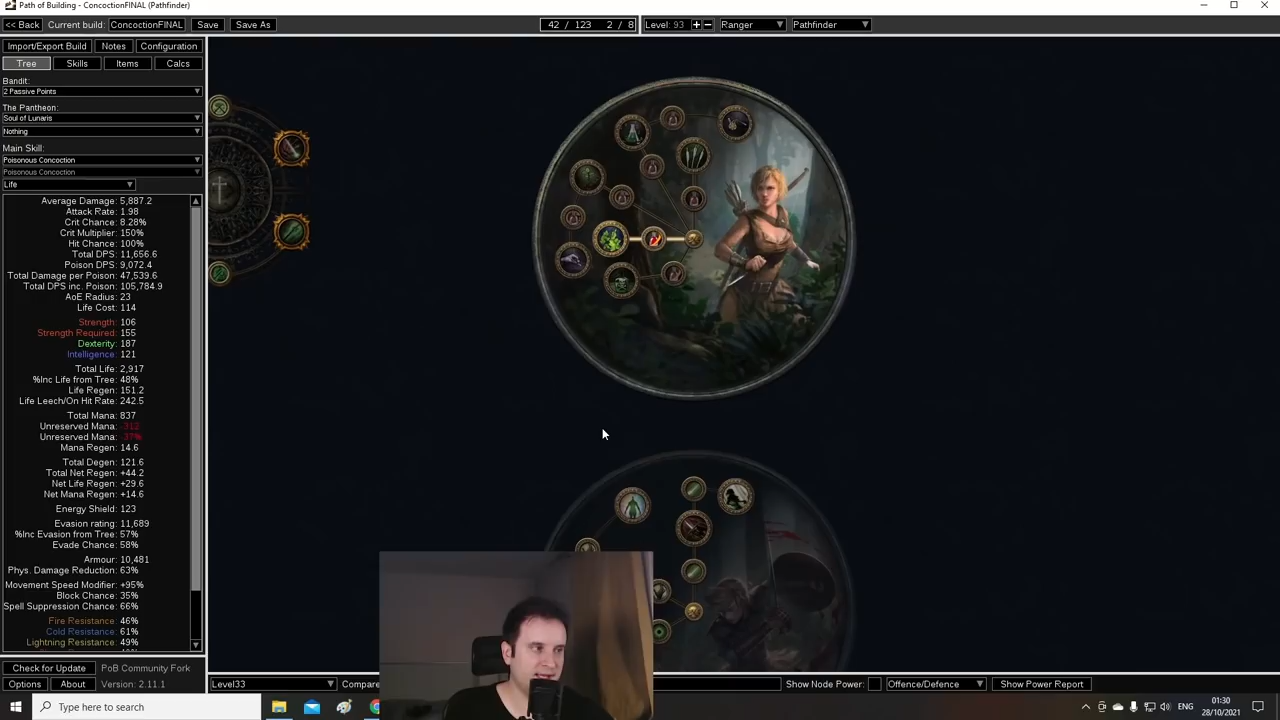 Path of Building - ConcoctionFINAL (Pathfinder)
<< Back Current build: ConcoctionFINAL Save Save As 42 / 123 2 / 8 Level: 93 + - Ranger Pathfinder
Import/Export Build Notes Configuration
Tree Skills Items Calcs
Bandit:
2 Passive Points
The Pantheon:
Soul of Lunaris
Nothing
Main Skill:
Poisonous Concoction
Poisonous Concoction
Life
Average Damage: 5,887.2
Attack Rate: 1.98
Crit Chance: 8.28%
Crit Multiplier: 150%
Hit Chance: 100%
Total DPS: 11,656.6
Poison DPS: 9,072.4
Total Damage per Poison: 47,539.6
Total DPS inc. Poison: 105,784.9
AoE Radius: 23
Life Cost: 114
Strength: 106
Strength Required: 155
Dexterity: 187
Intelligence: 121
Total Life: 2,917
%Inc Life from Tree: 48%
Life Regen: 151.2
Life Leech/On Hit Rate: 242.5
Total Mana: 837
Unreserved Mana: -312
Unreserved Mana: -37%
Mana Regen: 14.6
Total Degen: 121.6
Total Net Regen: +44.2
Net Life Regen: +29.6
Net Mana Regen: +14.6
Energy Shield: 123
Evasion rating: 11,689
%Inc Evasion from Tree: 57%
Evade Chance: 58%
Armour: 10,481
Phys. Damage Reduction: 63%
Movement Speed Modifier: +95%
Block Chance: 35%
Spell Suppression Chance: 66%
Fire Resistance: 46%
Cold Resistance: 61%
Lightning Resistance: 49%
Check for Update PoB Community Fork
Options About Version: 2.11.1
Level33 Compare Show Node Power: Offence/Defence Show Power Report
Type here to search
ENG
01:30
28/10/2021